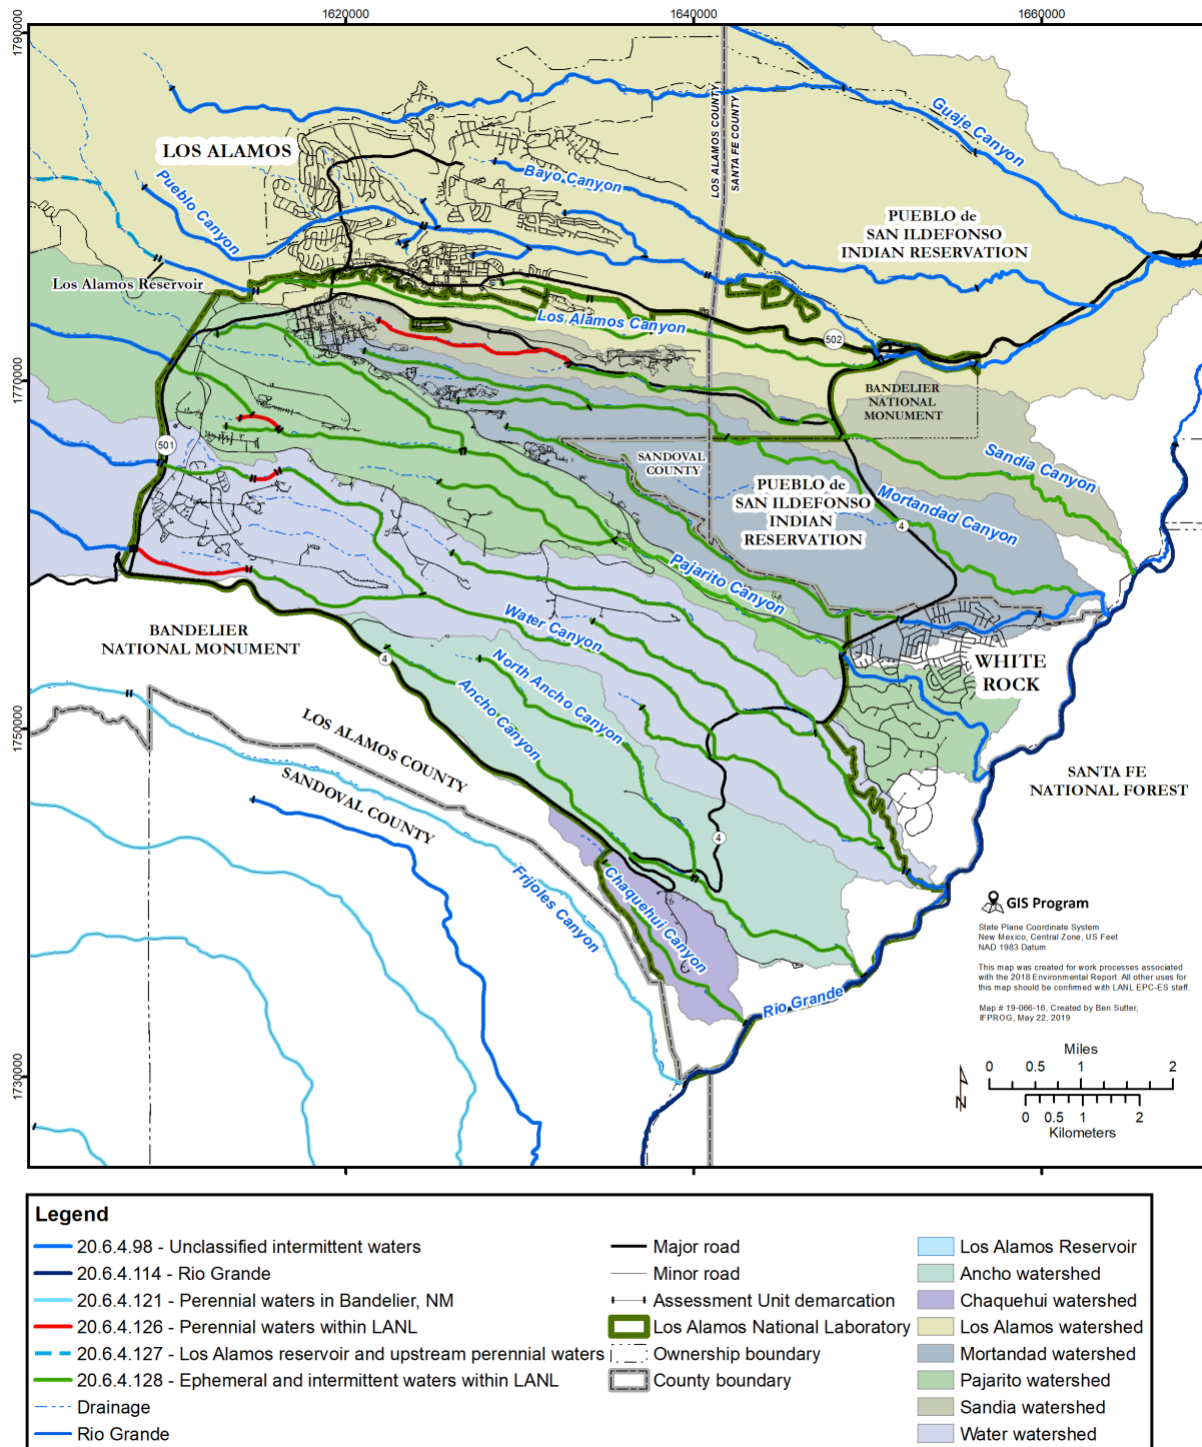 1620000
1640000
1660000
1790000
1770000
1750000
1730000
LOS ALAMOS COUNTY
SANTA FE COUNTY
Guaje Canyon
LOS ALAMOS
Bayo Canyon
Pueblo Canyon
PUEBLO de
SAN ILDEFONSO
INDIAN RESERVATION
Los Alamos Reservoir
Los Alamos Canyon
502
BANDELIER
NATIONAL
MONUMENT
501
SANDOVAL
COUNTY
Sandia Canyon
PUEBLO de
SAN ILDEFONSO
INDIAN
RESERVATION
Mortandad Canyon
4
Pajarito Canyon
Water Canyon
BANDELIER
NATIONAL MONUMENT
4
North Ancho Canyon
Ancho Canyon
WHITE
ROCK
LOS ALAMOS COUNTY
SANDOVAL COUNTY
SANTA FE
NATIONAL FOREST
4
Frijoles Canyon
Chaquehui Canyon
Rio Grande
GIS Program
State Plane Coordinate System
New Mexico, Central Zone, US Feet
NAD 1983 Datum
This map was created for work processes associated
with the 2018 Environmental Report. All other uses for
this map should be confirmed with LANL EPC-ES staff.
Map # 19-066-16, Created by Ben Sutter,
IFPROG, May 22, 2019
N
Miles
0 0.5 1 2
0 0.5 1 2
Kilometers
Legend
20.6.4.98 - Unclassified intermittent waters
20.6.4.114 - Rio Grande
20.6.4.121 - Perennial waters in Bandelier, NM
20.6.4.126 - Perennial waters within LANL
20.6.4.127 - Los Alamos reservoir and upstream perennial waters
20.6.4.128 - Ephemeral and intermittent waters within LANL
Drainage
Rio Grande
Major road
Minor road
Assessment Unit demarcation
Los Alamos National Laboratory
Ownership boundary
County boundary
Los Alamos Reservoir
Ancho watershed
Chaquehui watershed
Los Alamos watershed
Mortandad watershed
Pajarito watershed
Sandia watershed
Water watershed